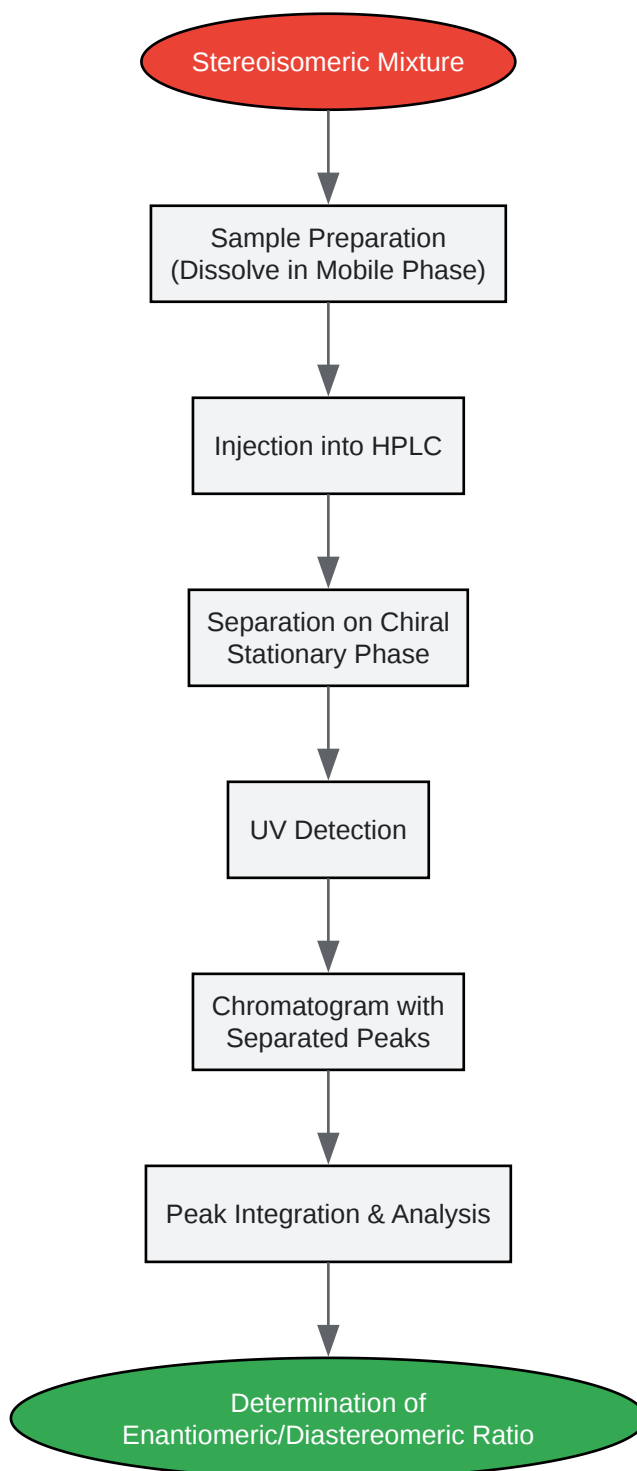 Stereoisomeric Mixture
Sample Preparation
(Dissolve in Mobile Phase)
Injection into HPLC
Separation on Chiral
Stationary Phase
UV Detection
Chromatogram with
Separated Peaks
Peak Integration & Analysis
Determination of
Enantiomeric/Diastereomeric Ratio